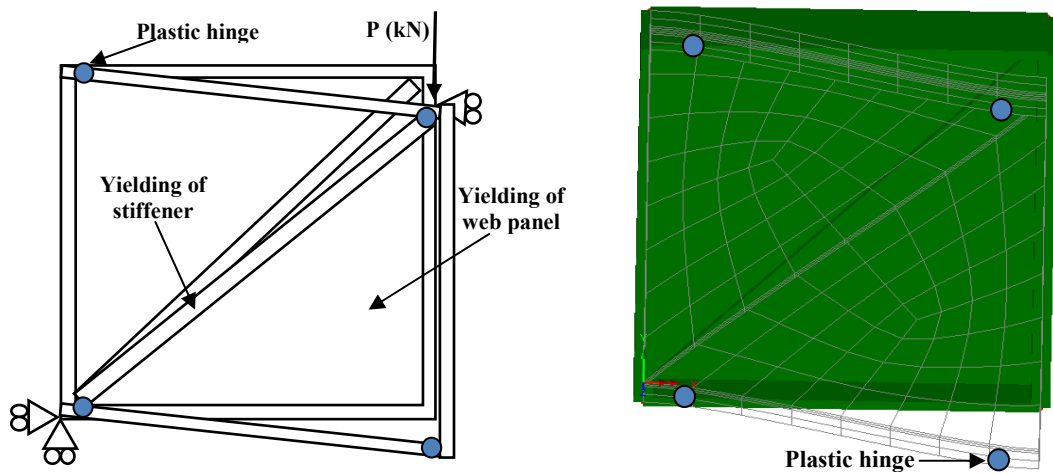 Plastic hinge
P (kN)
Yielding of
stiffener
Yielding of
web panel
Plastic hinge